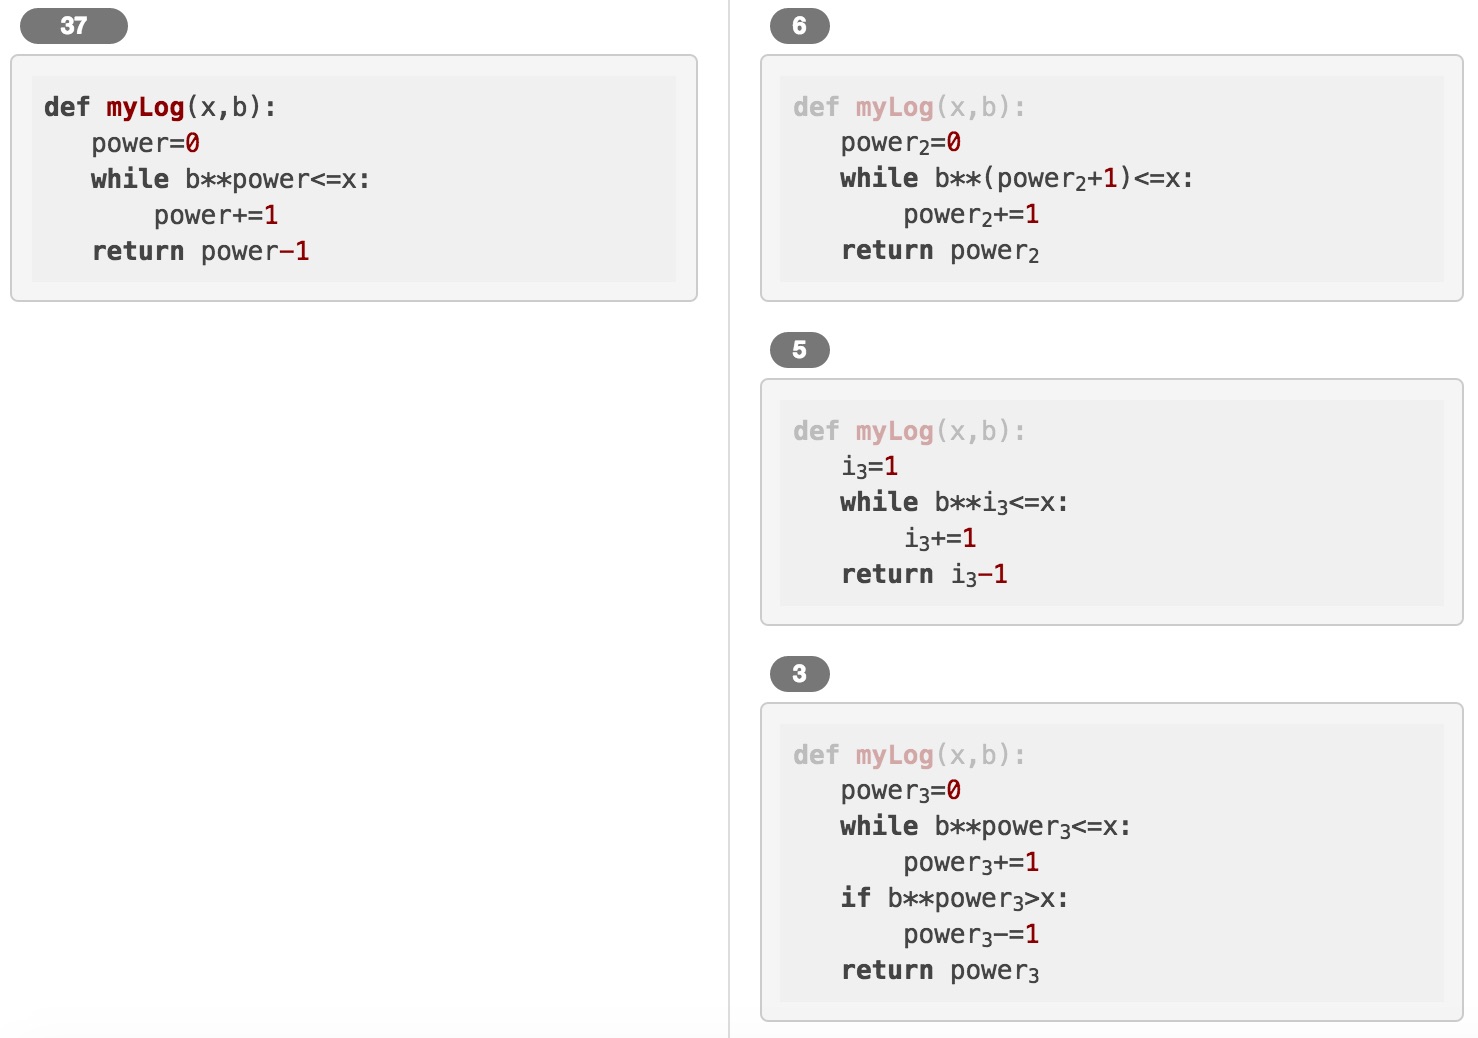 37
def myLog(x,b):
    power=0
    while b**power<=x:
        power+=1
    return power-1
6
def myLog(x,b):
    power₂=0
    while b**(power₂+1)<=x:
        power₂+=1
    return power₂
5
def myLog(x,b):
    i₃=1
    while b**i₃<=x:
        i₃+=1
    return i₃-1
3
def myLog(x,b):
    power₃=0
    while b**power₃<=x:
        power₃+=1
    if b**power₃>x:
        power₃-=1
    return power₃